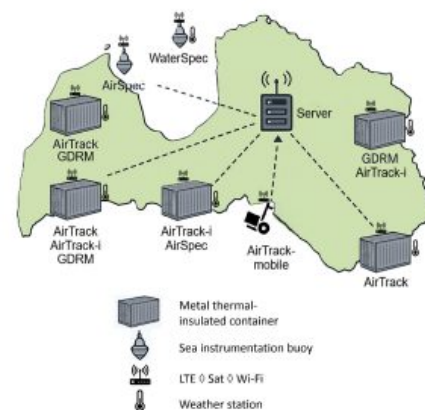 WaterSpec
AirSpec
Server
AirTrack
GDRM
GDRM
AirTrack-i
AirTrack
AirTrack-i
GDRM
AirTrack-i
AirSpec
AirTrack-
mobile
AirTrack
Metal thermal-
insulated container
Sea instrumentation buoy
LTE ◊ Sat ◊ Wi-Fi
Weather station